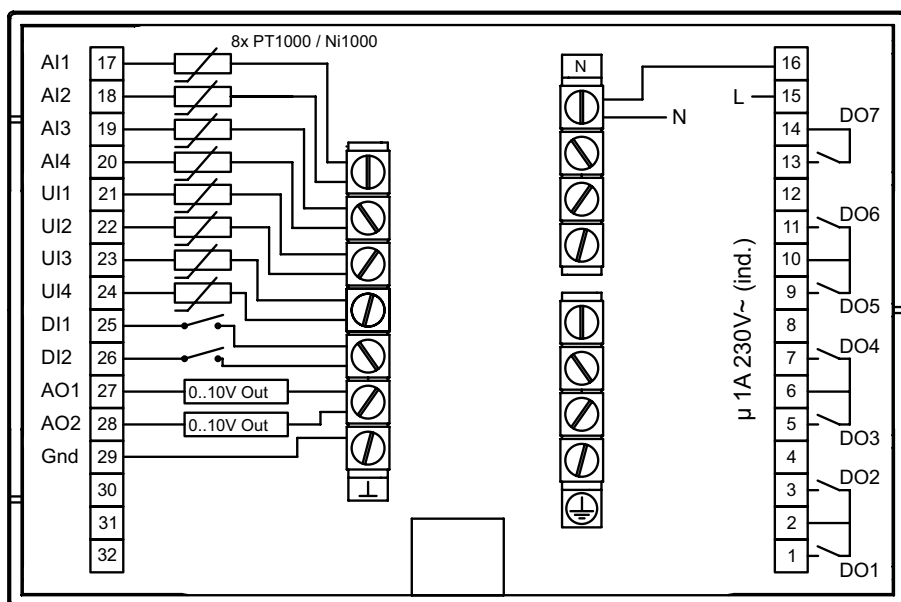 8x PT1000 / Ni1000
AI1 17
AI2 18
AI3 19
AI4 20
UI1 21
UI2 22
UI3 23
UI4 24
DI1 25
DI2 26
AO1 27 0..10V Out
AO2 28 0..10V Out
Gnd 29
30
31
32
N
N
L
16
15
14
13
12
11
10
9
8
7
6
5
4
3
2
1
DO7
DO6
DO5
DO4
DO3
DO2
DO1
µ 1A 230V~ (ind.)